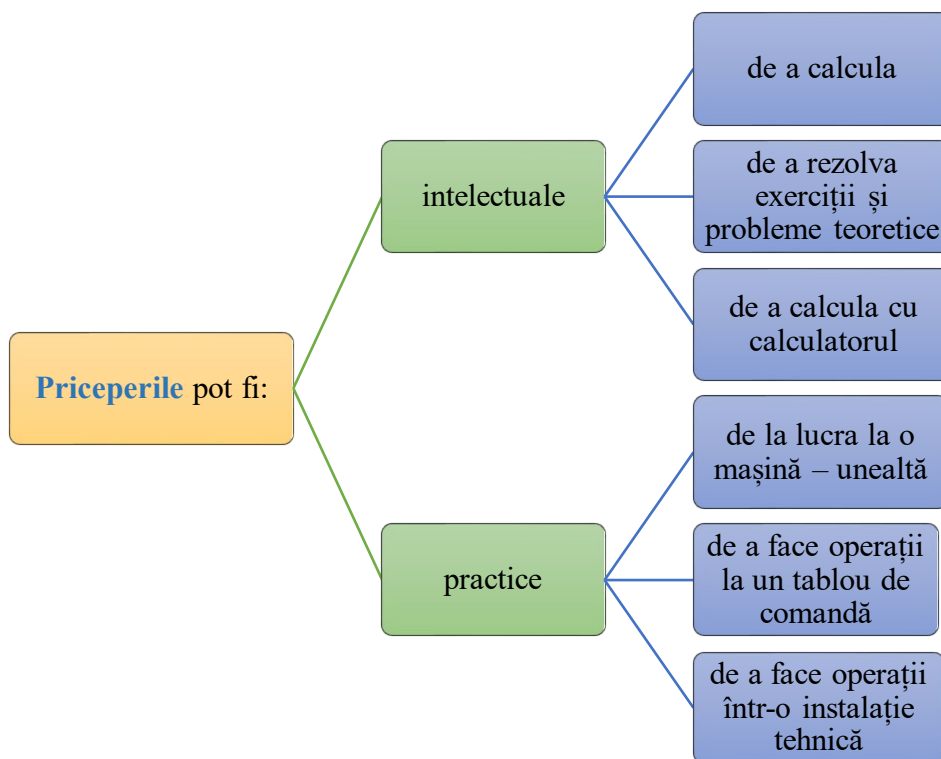 Priceperile pot fi:
intelectuale
de a calcula
de a rezolva
exerciții și
probleme teoretice
de a calcula cu
calculatorul
practice
de la lucra la o
mașină – unealtă
de a face operații
la un tablou de
comandă
de a face operații
într-o instalație
tehnică